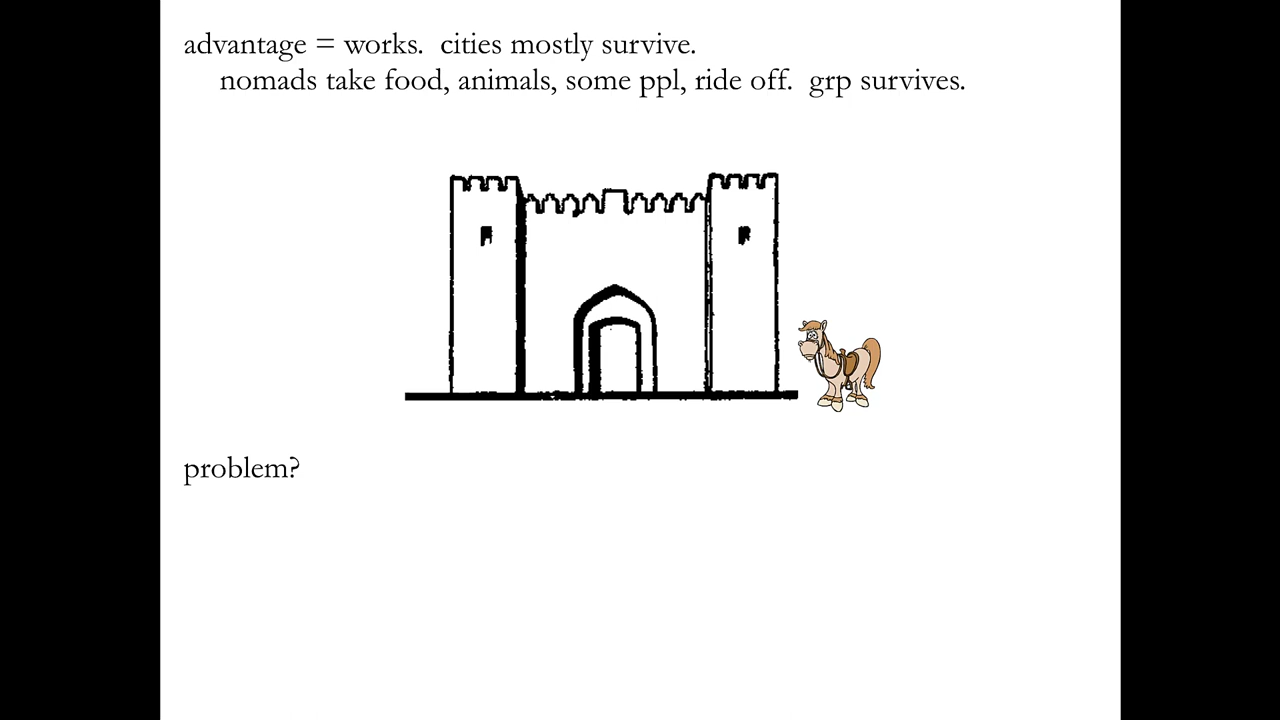 advantage = works.  cities mostly survive.
nomads take food, animals, some ppl, ride off.  grp survives.
problem?